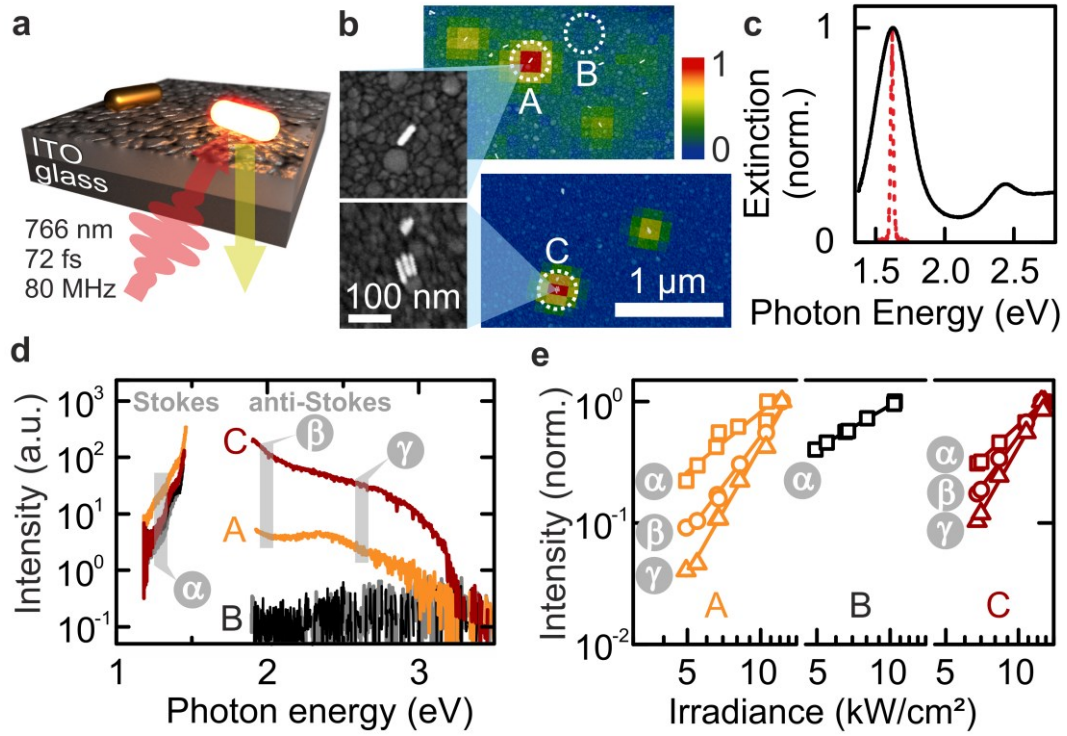 a
ITO
glass
766 nm
72 fs
80 MHz
b
A
B
1
0
C
100 nm
1 µm
c
Extinction
(norm.)
1
0
1.5
2.0
2.5
Photon Energy (eV)
d
Intensity (a.u.)
10³
10²
10¹
10⁰
10⁻¹
Stokes
anti-Stokes
C
β
γ
A
α
B
1
2
3
Photon energy (eV)
e
Intensity (norm.)
10⁰
10⁻¹
10⁻²
α
β
γ
A
α
B
α
β
γ
C
5
10
5
10
5
10
Irradiance (kW/cm²)